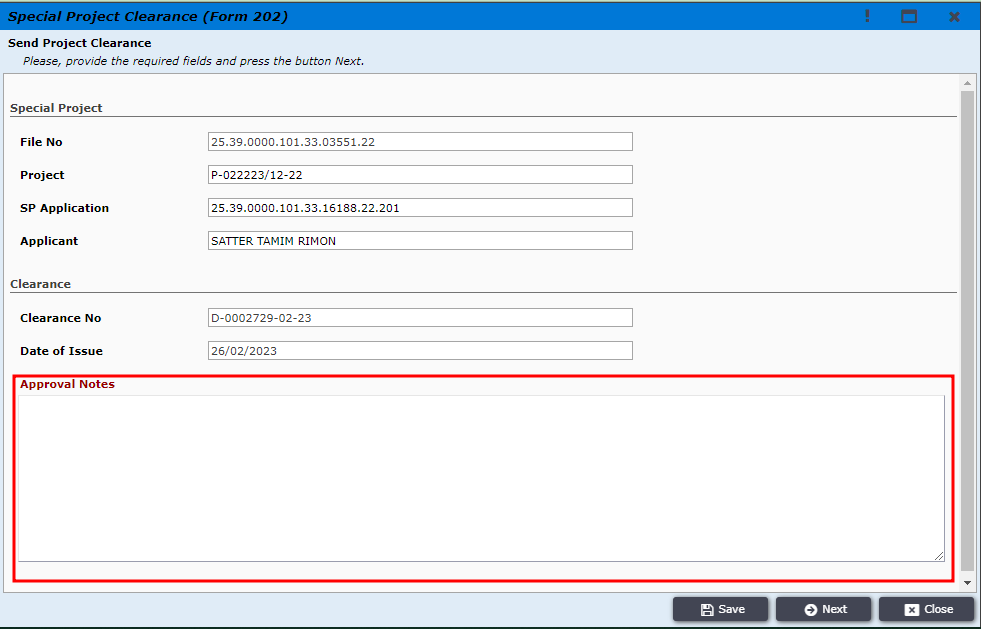 Special Project Clearance (Form 202)
Send Project Clearance
Please, provide the required fields and press the button Next.
Special Project
File No 25.39.0000.101.33.03551.22
Project P-022223/12-22
SP Application 25.39.0000.101.33.16188.22.201
Applicant SATTER TAMIM RIMON
Clearance
Clearance No D-0002729-02-23
Date of Issue 26/02/2023
Approval Notes
Save Next Close